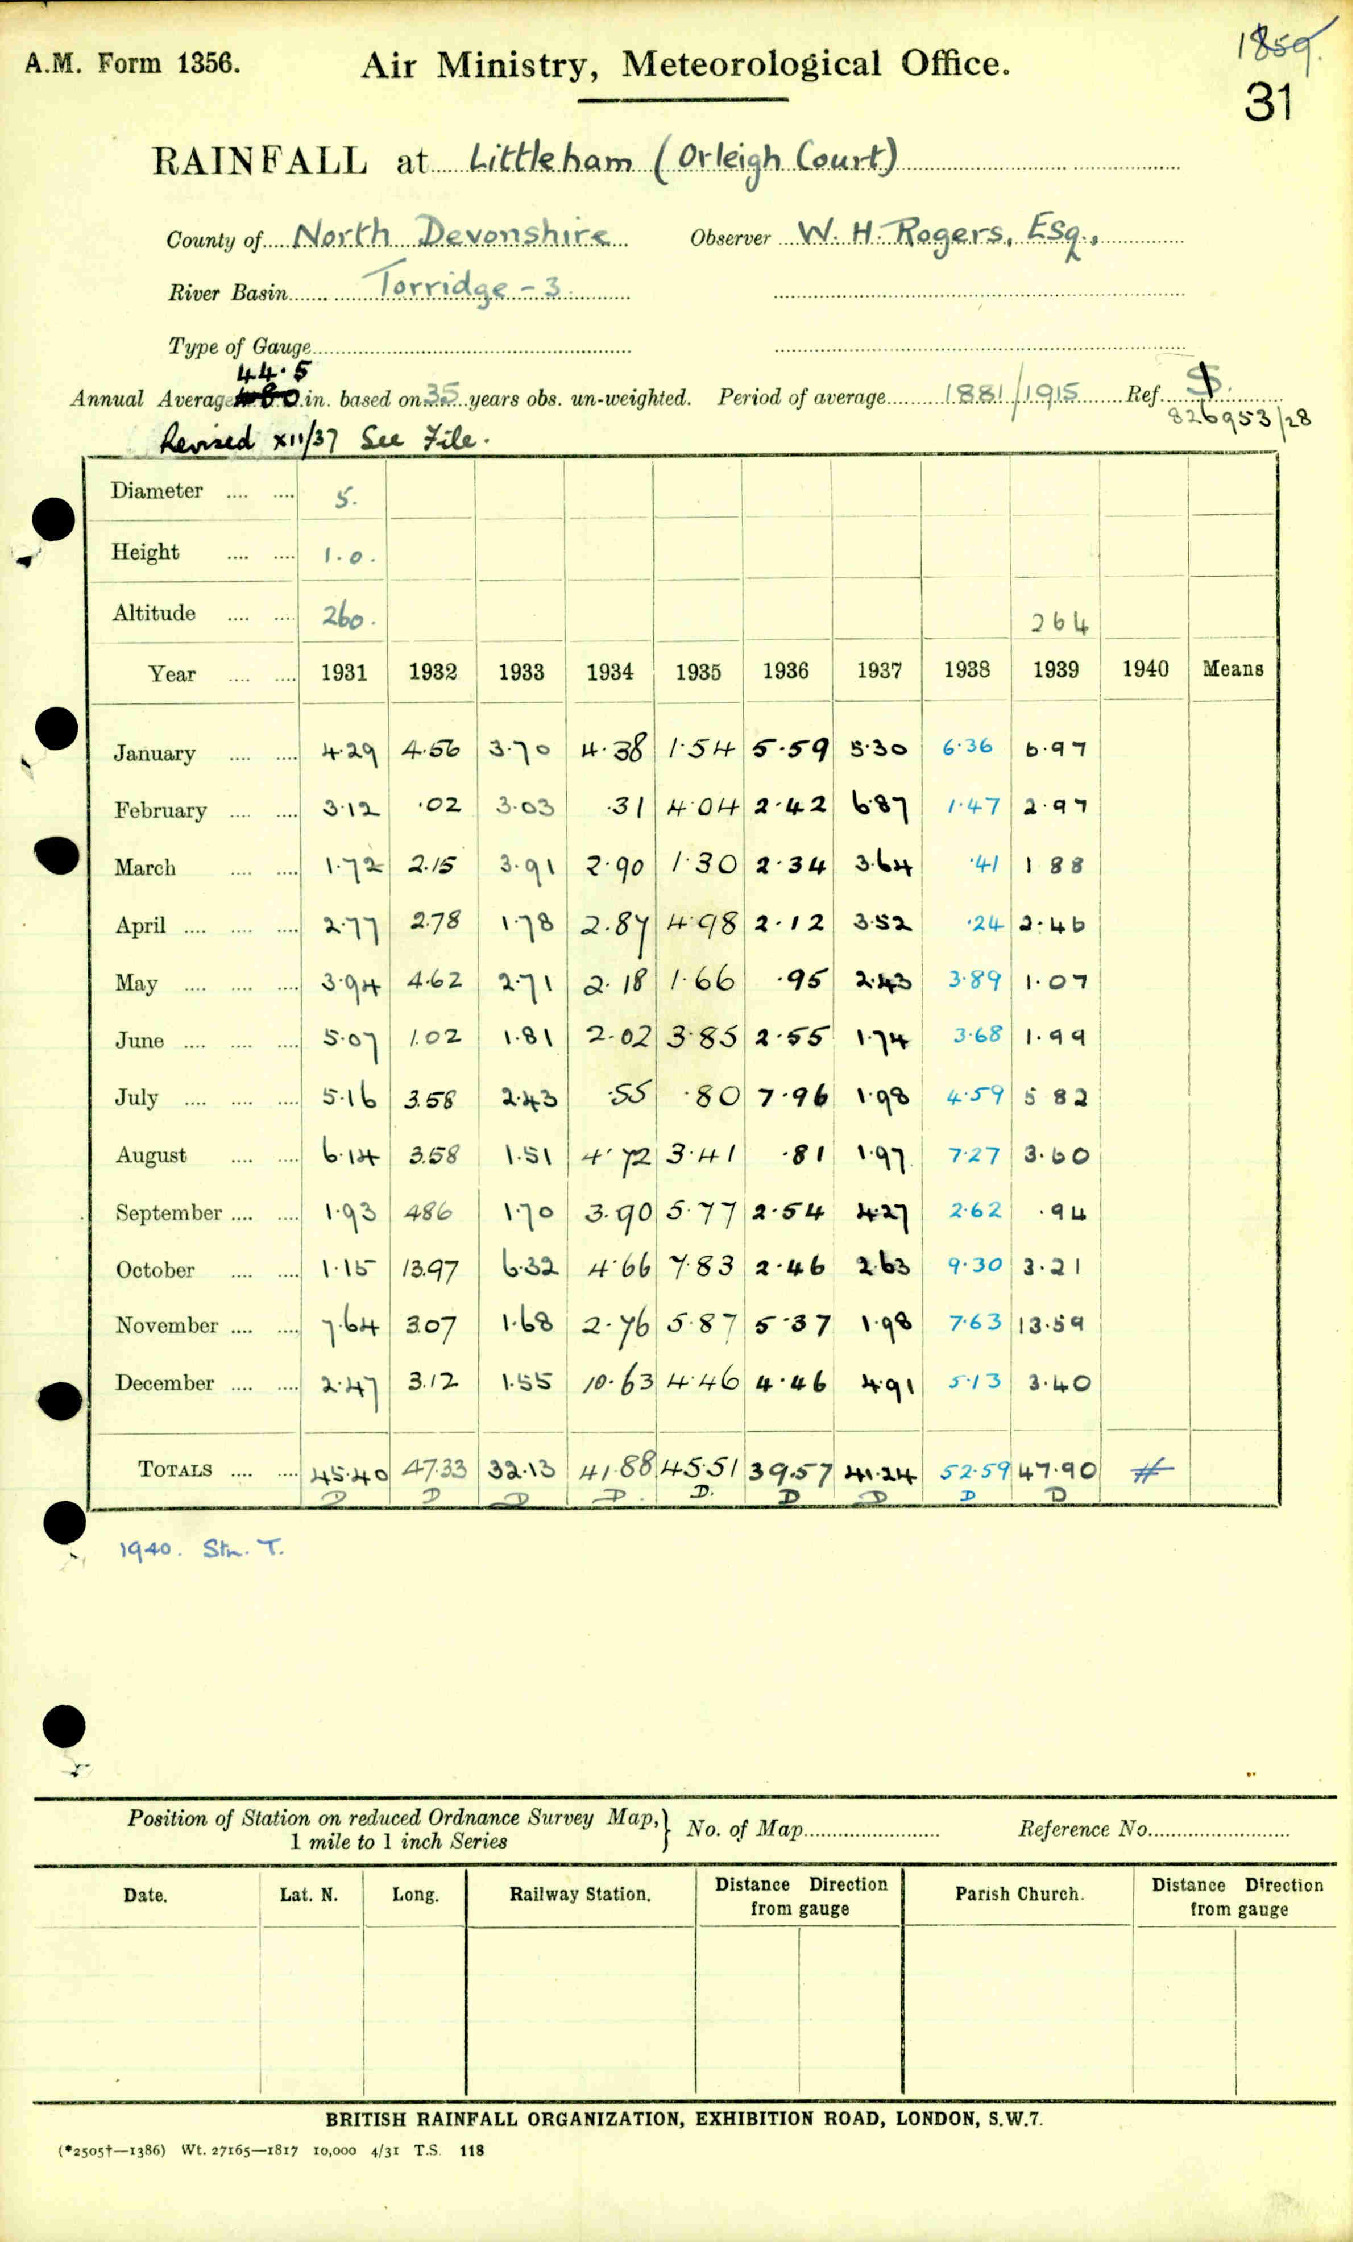 1859.
A.M. Form 1356. Air Ministry, Meteorological Office.
31
RAINFALL at Littleham (Orleigh Court)
County of North Devonshire Observer W. H. Rogers, Esq.,
River Basin Torridge - 3.
Type of Gauge
44.5
Annual Average in. based on 35 years obs. un-weighted. Period of average 1881/1915 Ref. S.
826953/28
Revised XII/37 See File.
Diameter 5.
Height 1.0.
Altitude 260. 264
Year 1931 1932 1933 1934 1935 1936 1937 1938 1939 1940 Means
January 4.29 4.56 3.70 4.38 1.54 5.59 5.30 6.36 6.97
February 3.12 .02 3.03 .31 4.04 2.42 6.87 1.47 2.97
March 1.72 2.15 3.91 2.90 1.30 2.34 3.64 .41 1 88
April 2.77 2.78 1.78 2.87 4.98 2.12 3.52 .24 2.46
May 3.94 4.62 2.71 2.18 1.66 .95 2.43 3.89 1.07
June 5.07 1.02 1.81 2.02 3.85 2.55 1.74 3.68 1.99
July 5.16 3.58 2.43 .55 .80 7.96 1.98 4.59 5 82
August 6.14 3.58 1.51 4.72 3.41 .81 1.97 7.27 3.60
September 1.93 486 1.70 3.90 5.77 2.54 4.27 2.62 .94
October 1.15 13.97 6.32 4.66 7.83 2.46 2.63 9.30 3.21
November 7.64 3.07 1.68 2.76 5.87 5.37 1.98 7.63 13.59
December 2.47 3.12 1.55 10.63 4.46 4.46 4.91 5.13 3.40
TOTALS 45.40 47.33 32.13 41.88 45.51 39.57 41.24 52.59 47.90 #
D D D D. D. D D D D
1940. Stn. T.
Position of Station on reduced Ordnance Survey Map,} No. of Map Reference No.
1 mile to 1 inch Series
Date. Lat. N. Long. Railway Station. Distance Direction from gauge Parish Church. Distance Direction from gauge
BRITISH RAINFALL ORGANIZATION, EXHIBITION ROAD, LONDON, S.W.7.
(*2505†—1386) Wt. 27165—1817 10,000 4/31 T.S. 118